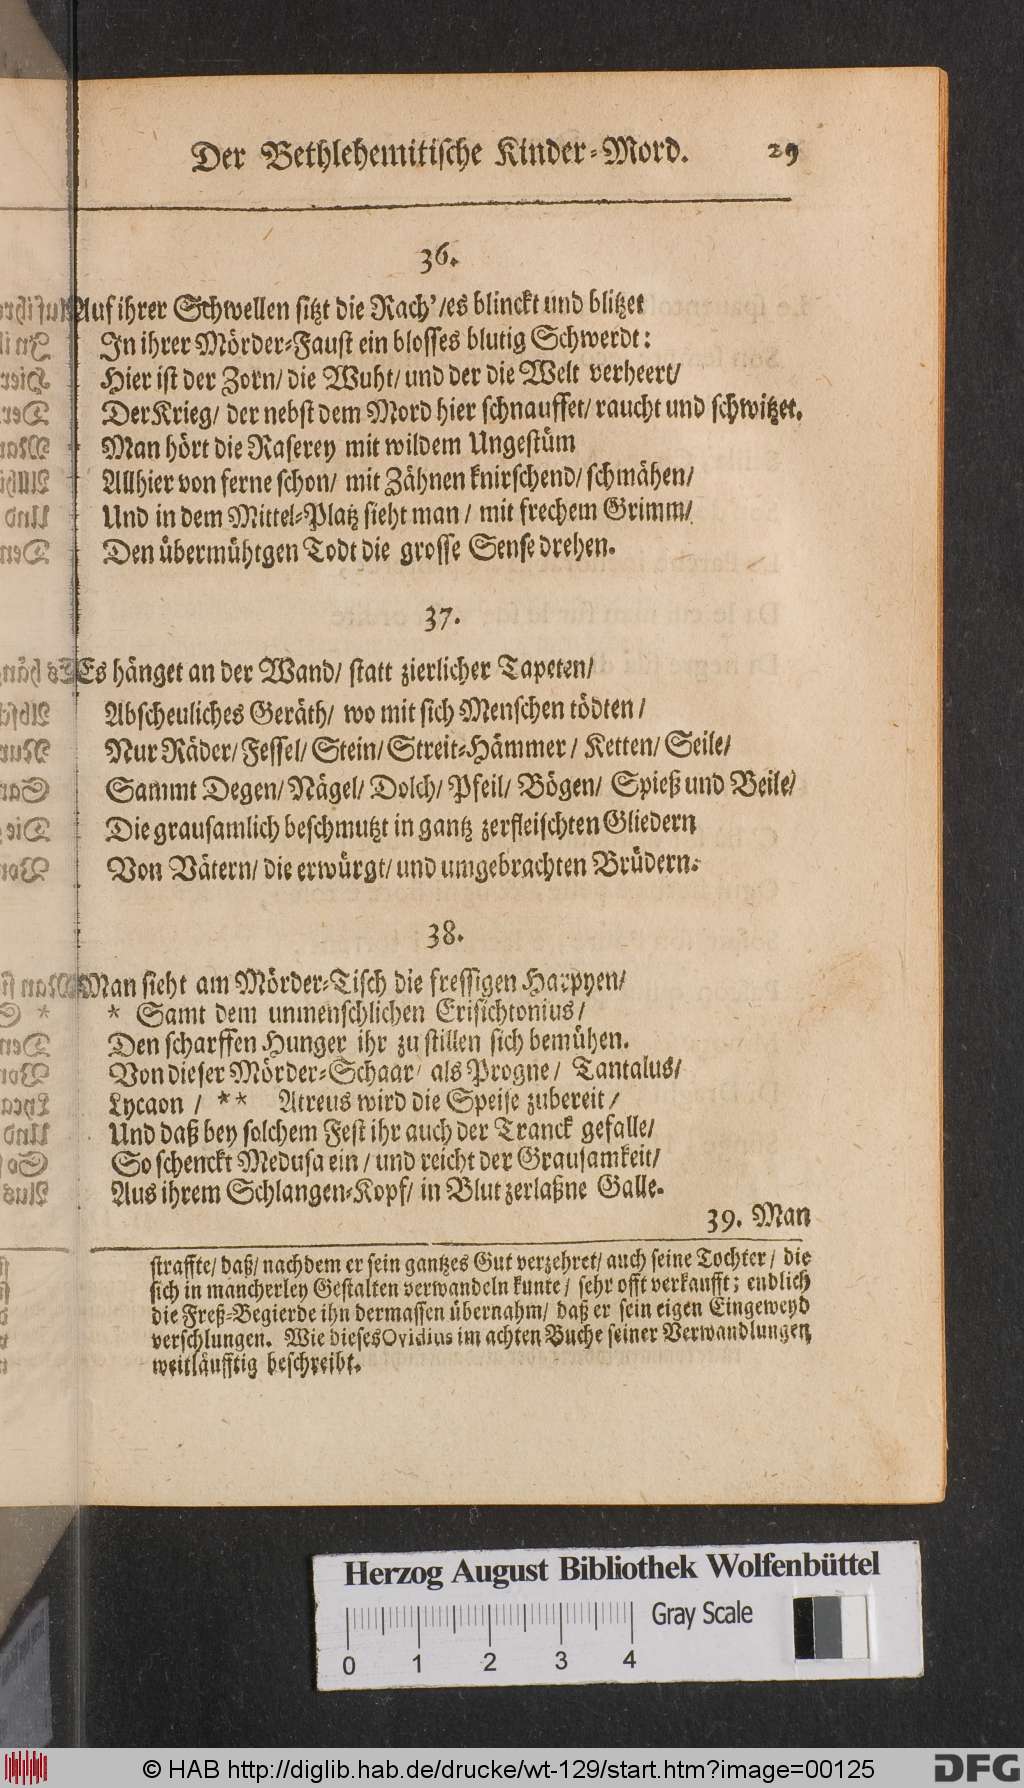 Der Bethlehemitische Kinder-Mord. 29
36.
Auf ihrer Schwellen sitzt die Rach'/es blinckt und blitzet
In ihrer Mörder-Faust ein blosses blutig Schwerdt:
Hier ist der Zorn/ die Wuht/ und der die Welt verheert/
Der Krieg/ der nebst dem Mord hier schnauffet/ raucht und schwitzet.
Man hört die Raserey mit wildem Ungestüm
Allhier von ferne schon/ mit Zähnen knirschend/ schmähen/
Und in dem Mittel-Platz sieht man / mit frechem Grimm/
Den übermühtgen Todt die grosse Sense drehen.
37.
Es hänget an der Wand/ statt zierlicher Tapeten/
Abscheuliches Geräth/ wo mit sich Menschen tödten /
Nur Räder/ Fessel/ Stein/ Streit-Hämmer / Ketten/ Seile/
Sammt Degen/ Nägel/ Dolch/ Pfeil/ Bögen/ Spieß und Beile/
Die grausamlich beschmutzt in gantz zerfleischten Gliedern
Von Vätern/ die erwürgt/ und umgebrachten Brüdern.
38.
Man sieht am Mörder-Tisch die fressigen Harpyen/
* Samt dem unmenschlichen Erisichtonius/
Den scharffen Hunger ihr zu stillen sich bemühen.
Von dieser Mörder-Schaar/ als Progne/ Tantalus/
Lycaon / ** Atreus wird die Speise zubereit /
Und daß bey solchem Fest ihr auch der Tranck gefalle/
So schenckt Medusa ein / und reicht der Grausamkeit/
Aus ihrem Schlangen-Kopf/ in Blut zerlaßne Galle.
39. Man
straffte/ daß/ nachdem er sein gantzes Gut verzehret/ auch seine Tochter / die
sich in mancherley Gestalten verwandeln kunte / sehr offt verkaufft; endlich
die Freß-Begierde ihn dermassen übernahm/ daß er sein eigen Eingeweyd
verschlungen. Wie dieses Ovidius im achten Buche seiner Verwandlungen
weitläufftig beschreibt.
Herzog August Bibliothek Wolfenbüttel
Gray Scale
0 1 2 3 4
© HAB http://diglib.hab.de/drucke/wt-129/start.htm?image=00125
DFG